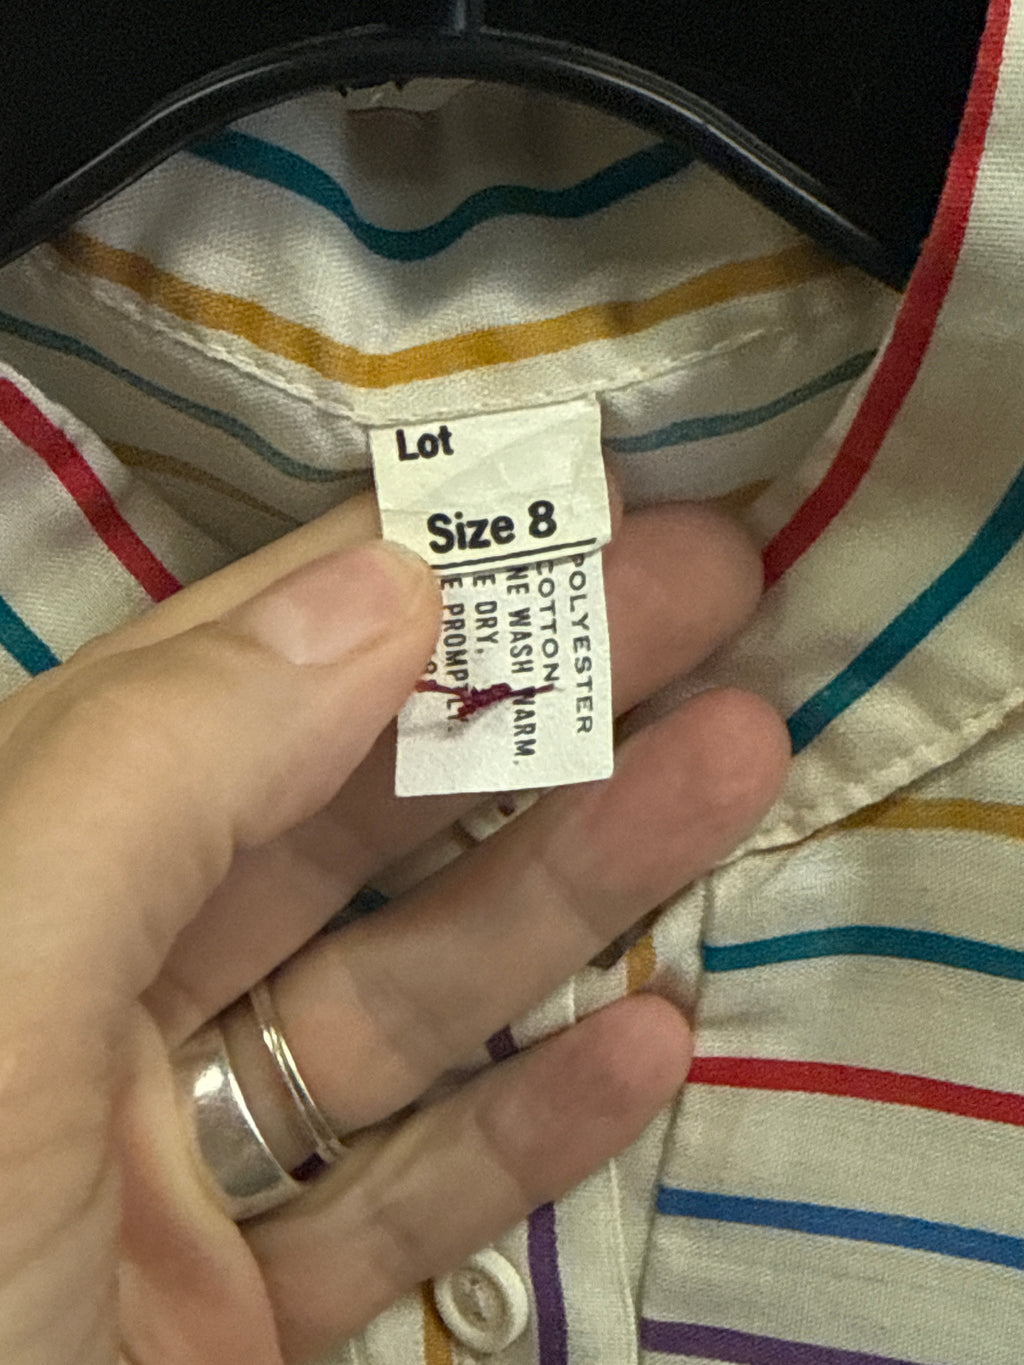 Lot
Size 8
POLYESTER
COTTON
NE WASH WARM.
E DRY.
E PROMPTLY.